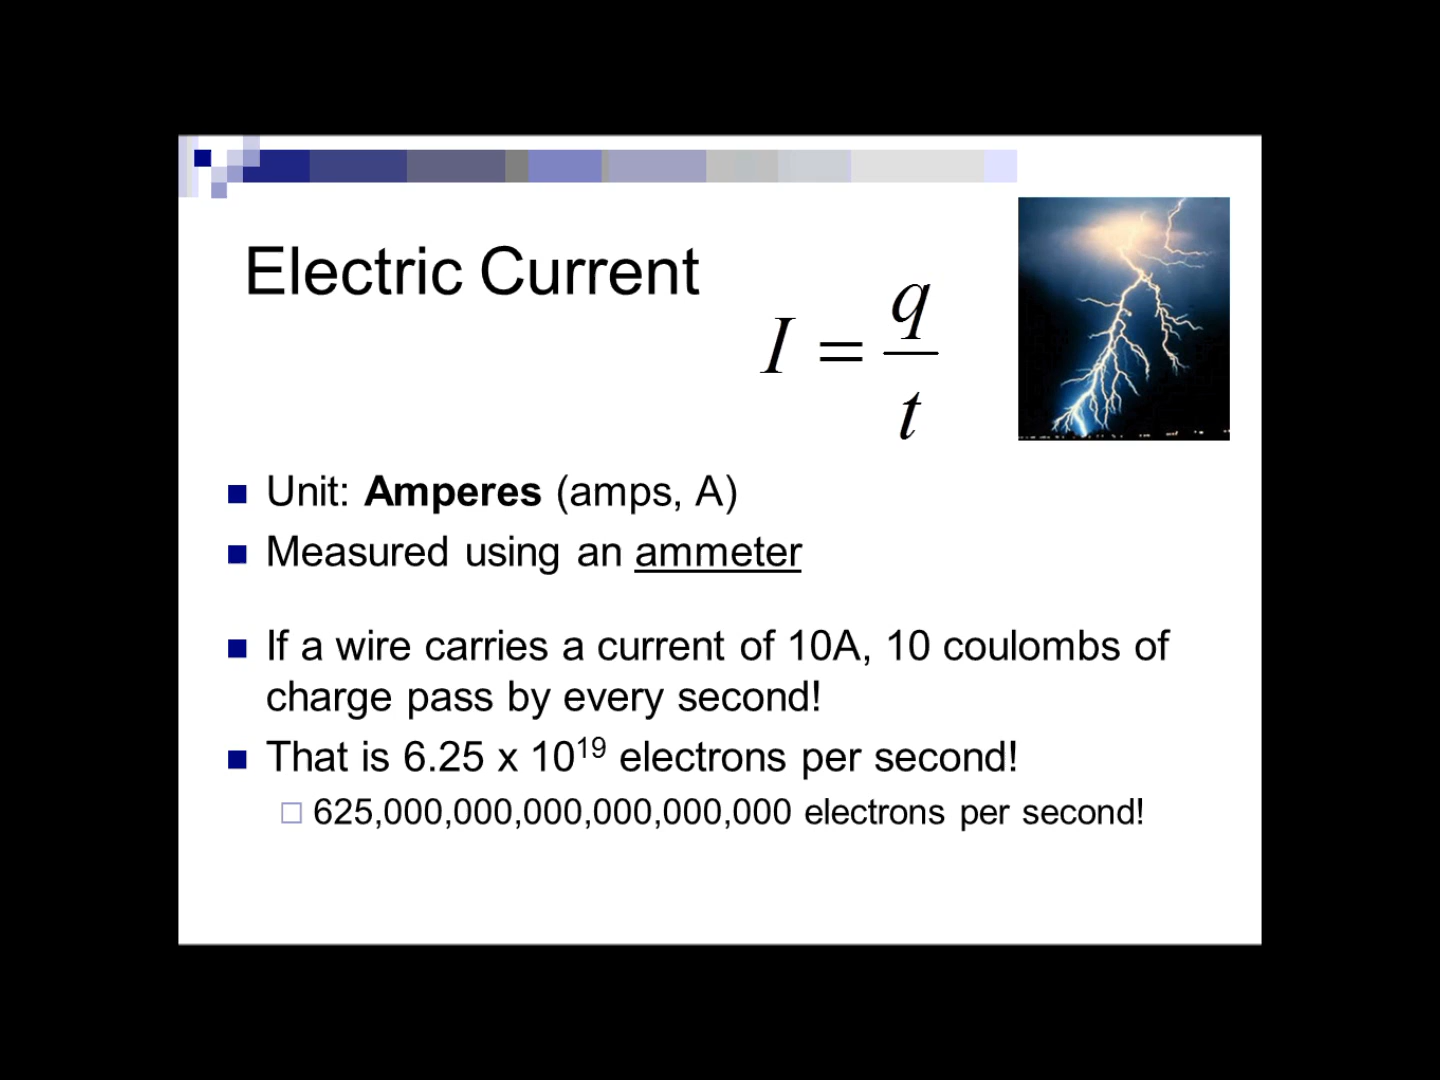 Electric Current
I = q/t
Unit: Amperes (amps, A)
Measured using an ammeter
If a wire carries a current of 10A, 10 coulombs of
charge pass by every second!
That is 6.25 x 10¹⁹ electrons per second!
625,000,000,000,000,000,000 electrons per second!